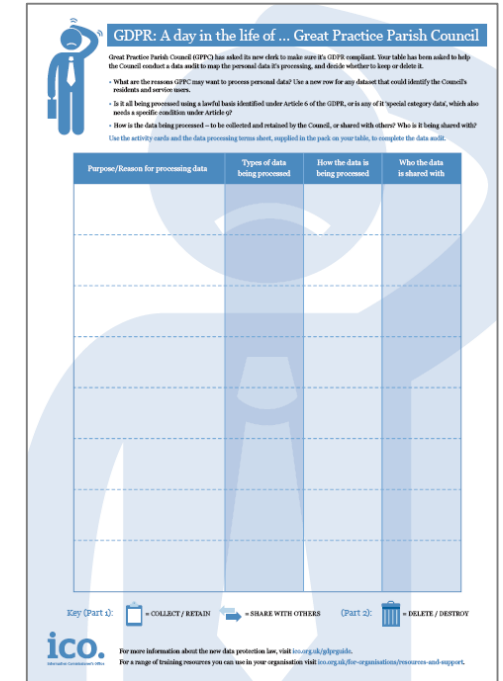 GDPR: A day in the life of ... Great Practice Parish Council
Great Practice Parish Council (GPPC) has asked its new clerk to make sure it's GDPR compliant. Your table has been asked to help
the Council conduct a data audit to map the personal data it's processing, and decide whether to keep or delete it.
• What are the reasons GPPC may want to process personal data? Use a new row for any dataset that could identify the Council's
residents and service users.
• Is it all being processed using a lawful basis identified under Article 6 of the GDPR, or is any of it 'special category data', which also
needs a specific condition under Article 9?
• How is the data being processed – to be collected and retained by the Council, or shared with others? Who is it being shared with?
Use the activity cards and the data processing terms sheet, supplied in the pack on your table, to complete the data audit.
Purpose/Reason for processing data
Types of data
being processed
How the data is
being processed
Who the data
is shared with
Key (Part 1):
= COLLECT / RETAIN
= SHARE WITH OTHERS
(Part 2):
= DELETE / DESTROY
ico.
Information Commissioner's Office
For more information about the new data protection law, visit ico.org.uk/gdprguide.
For a range of training resources you can use in your organisation visit ico.org.uk/for-organisations/resources-and-support.